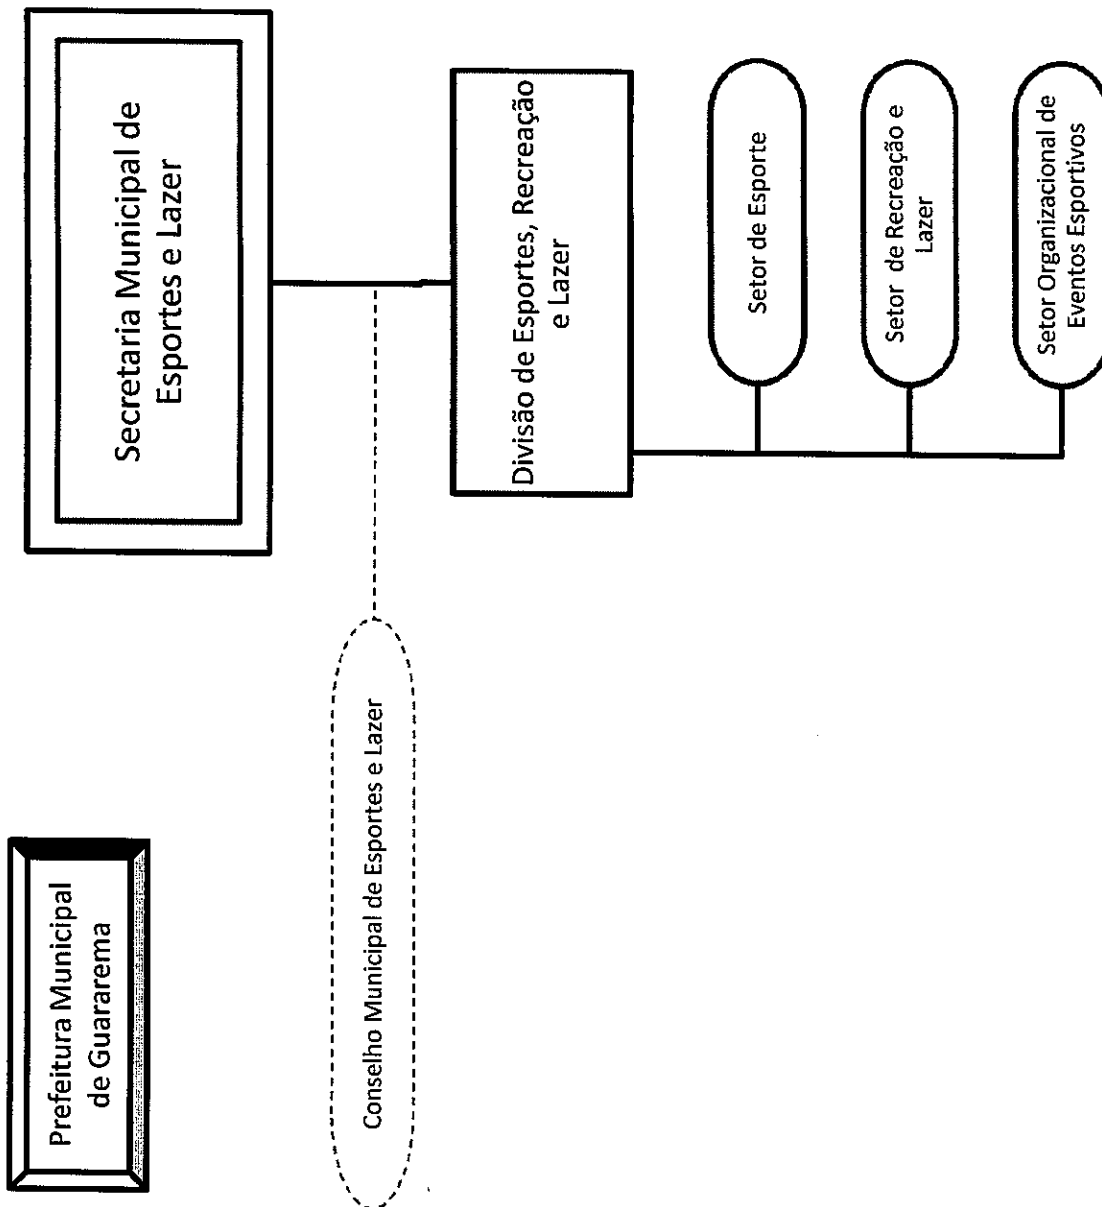 Prefeitura Municipal
de Guararema
Secretaria Municipal de
Esportes e Lazer
Conselho Municipal de Esportes e Lazer
Divisão de Esportes, Recreação
e Lazer
Setor de Esporte
Setor de Recreação e
Lazer
Setor Organizacional de
Eventos Esportivos